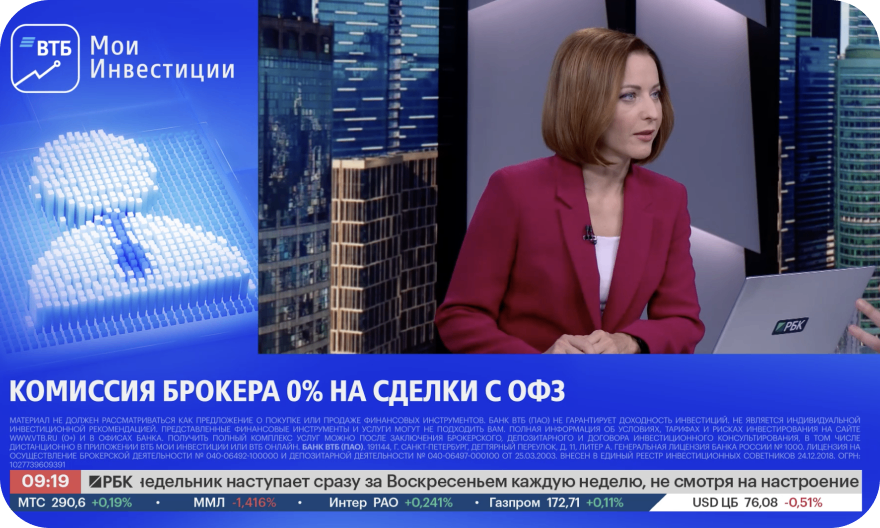 ВТБ
Мои
Инвестиции
РБК
КОМИССИЯ БРОКЕРА 0% НА СДЕЛКИ С ОФЗ
МАТЕРИАЛ НЕ ДОЛЖЕН РАССМАТРИВАТЬСЯ КАК ПРЕДЛОЖЕНИЕ О ПОКУПКЕ ИЛИ ПРОДАЖЕ ФИНАНСОВЫХ ИНСТРУМЕНТОВ. БАНК ВТБ (ПАО) НЕ ГАРАНТИРУЕТ ДОХОДНОСТЬ ИНВЕСТИЦИЙ, НЕ ЯВЛЯЕТСЯ ИНДИВИДУАЛЬНОЙ
ИНВЕСТИЦИОННОЙ РЕКОМЕНДАЦИЕЙ. ПРЕДСТАВЛЕННЫЕ ФИНАНСОВЫЕ ИНСТРУМЕНТЫ И УСЛУГИ МОГУТ НЕ ПОДХОДИТЬ ВАМ. ПОЛНАЯ ИНФОРМАЦИЯ ОБ УСЛОВИЯХ, ТАРИФАХ И РИСКАХ ИНВЕСТИРОВАНИЯ НА САЙТЕ
WWW.VTB.RU (0+) И В ОФИСАХ БАНКА. ПОЛУЧИТЬ ПОЛНЫЙ КОМПЛЕКС УСЛУГ МОЖНО ПОСЛЕ ЗАКЛЮЧЕНИЯ БРОКЕРСКОГО, ДЕПОЗИТАРНОГО И ДОГОВОРА ИНВЕСТИЦИОННОГО КОНСУЛЬТИРОВАНИЯ, В ТОМ ЧИСЛЕ
ДИСТАНЦИОННО В ПРИЛОЖЕНИИ ВТБ МОИ ИНВЕСТИЦИИ ИЛИ ВТБ ОНЛАЙН. БАНК ВТБ (ПАО). 191144, Г. САНКТ-ПЕТЕРБУРГ, ДЕГТЯРНЫЙ ПЕРЕУЛОК, Д. 11, ЛИТЕР А. ГЕНЕРАЛЬНАЯ ЛИЦЕНЗИЯ БАНКА РОССИИ № 1000. ЛИЦЕНЗИЯ НА
ОСУЩЕСТВЛЕНИЕ БРОКЕРСКОЙ ДЕЯТЕЛЬНОСТИ № 040-06492-100000 И ДЕПОЗИТАРНОЙ ДЕЯТЕЛЬНОСТИ № 040-06497-000100 ОТ 25.03.2003. ВНЕСЕН В ЕДИНЫЙ РЕЕСТР ИНВЕСТИЦИОННЫХ СОВЕТНИКОВ 24.12.2018. ОГРН:
1027739609391
09:19 РБК недельник наступает сразу за Воскресеньем каждую неделю, не смотря на настроение
МТС 290,6 +0,19% • ММЛ -1,416% • Интер РАО +0,241% • Газпром 172,71 +0,11% USD ЦБ 76,08 -0,51%